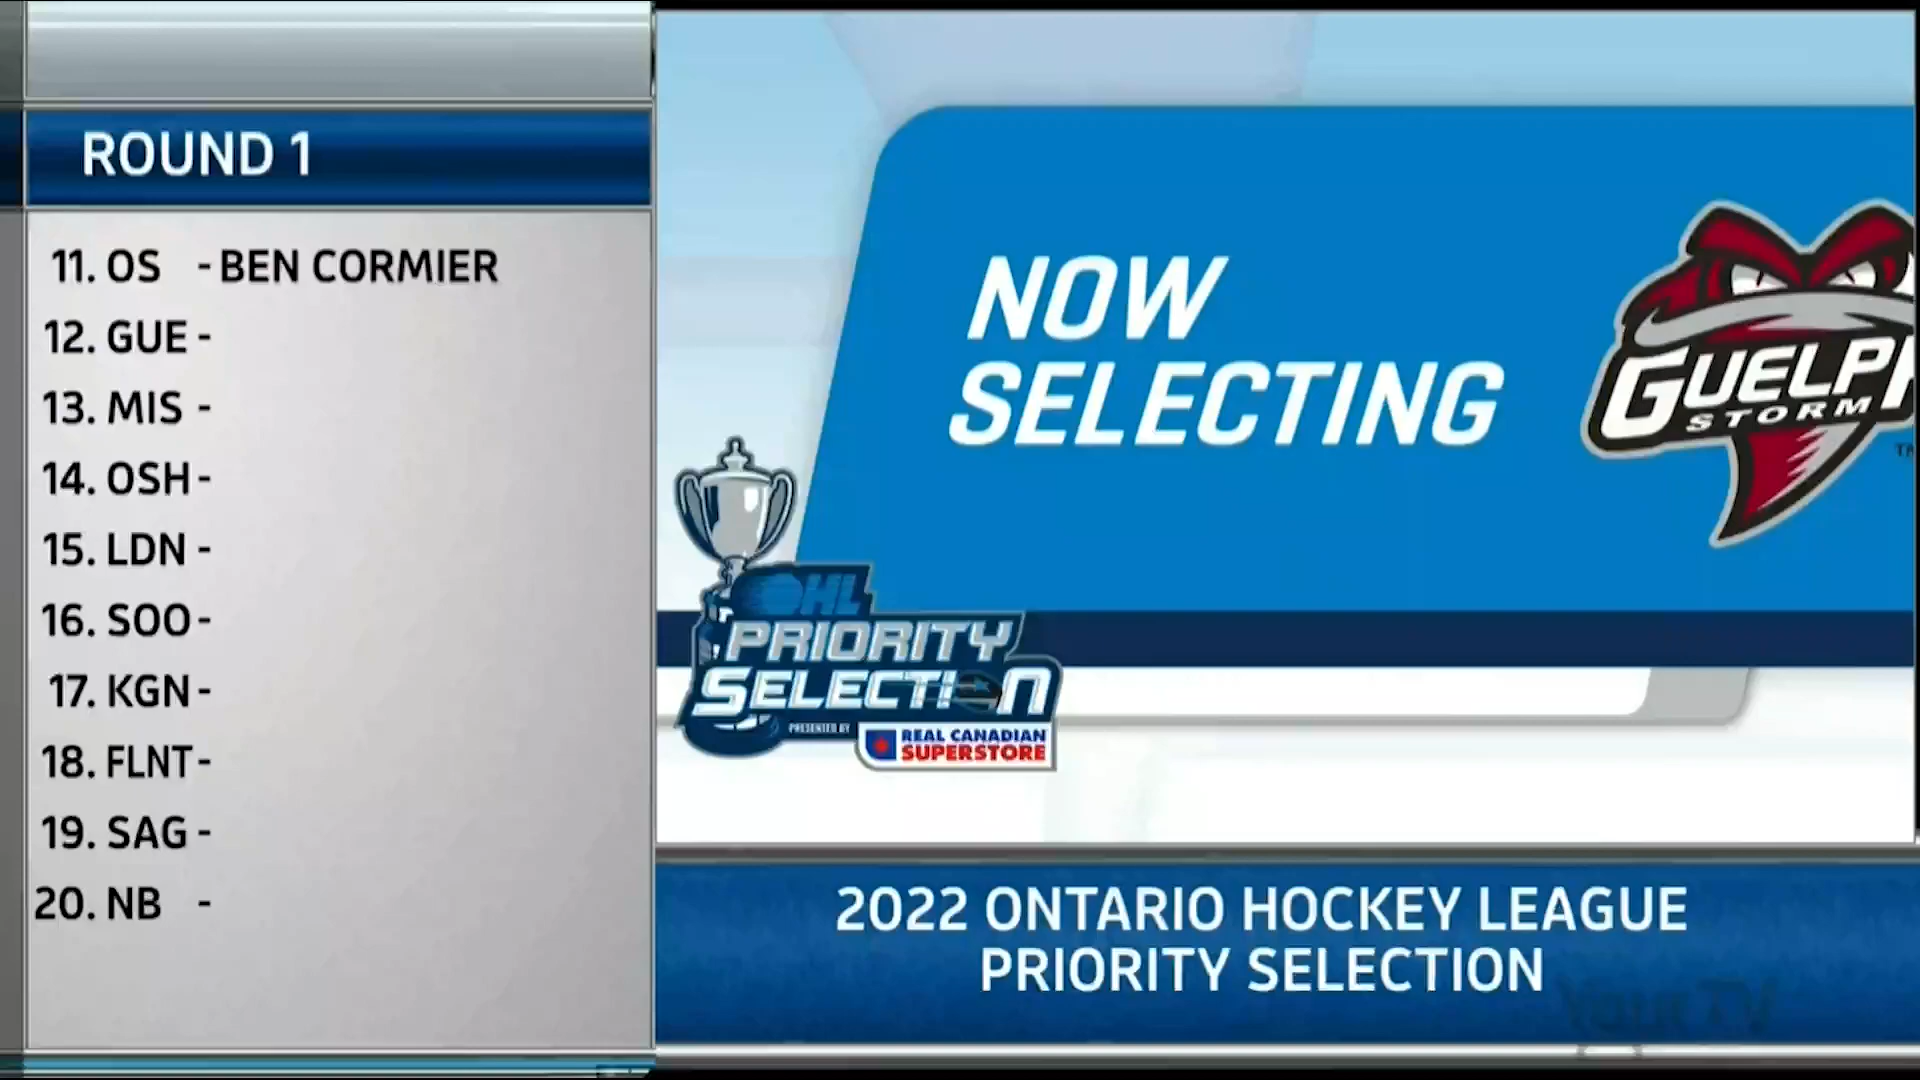 ROUND 1
11. OS - BEN CORMIER
12. GUE -
13. MIS -
14. OSH -
15. LDN -
16. SOO -
17. KGN -
18. FLNT -
19. SAG -
20. NB -
NOW
SELECTING
GUELPH
STORM
TM
OHL
PRIORITY
SELECTION
PRESENTED BY
REAL CANADIAN
SUPERSTORE
2022 ONTARIO HOCKEY LEAGUE
PRIORITY SELECTION
YourTV